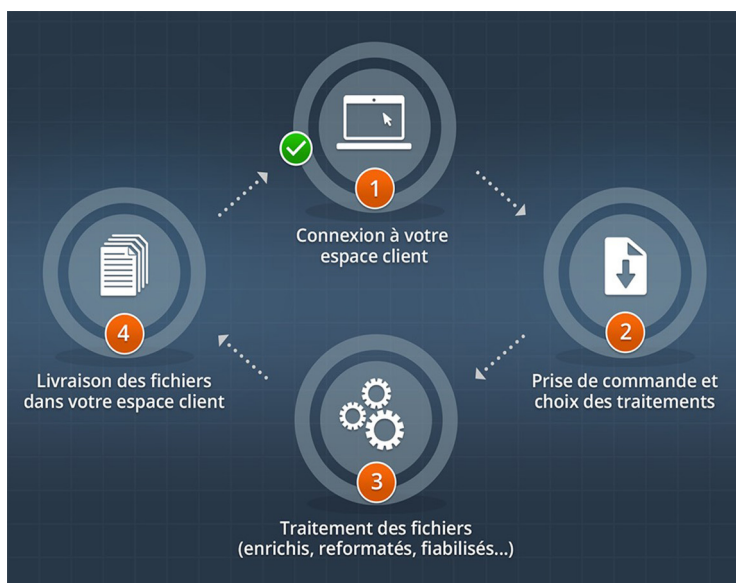 1
Connexion à votre
espace client
2
Prise de commande et
choix des traitements
3
Traitement des fichiers
(enrichis, reformatés, fiabilisés...)
4
Livraison des fichiers
dans votre espace client